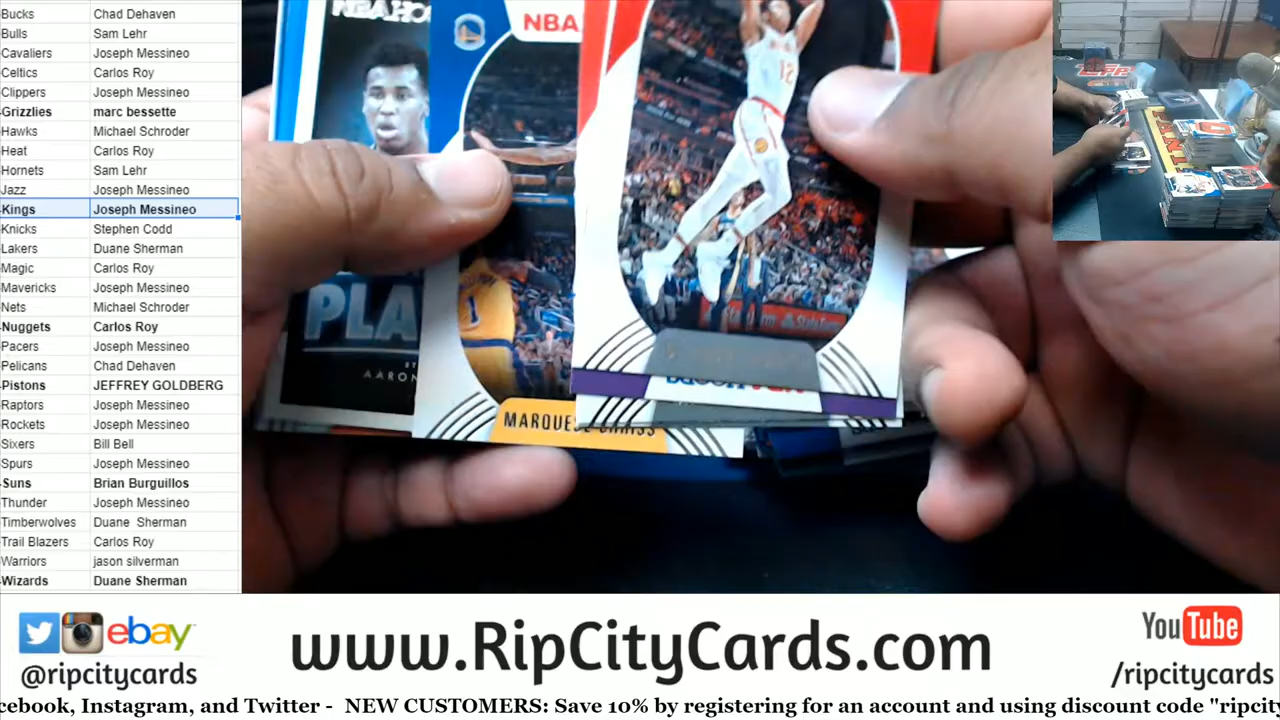 Bucks Chad Dehaven
Bulls Sam Lehr
Cavaliers Joseph Messineo
Celtics Carlos Roy
Clippers Joseph Messineo
Grizzlies marc bessette
Hawks Michael Schroder
Heat Carlos Roy
Hornets Sam Lehr
Jazz Joseph Messineo
Kings Joseph Messineo
Knicks Stephen Codd
Lakers Duane Sherman
Magic Carlos Roy
Mavericks Joseph Messineo
Nets Michael Schroder
Nuggets Carlos Roy
Pacers Joseph Messineo
Pelicans Chad Dehaven
Pistons JEFFREY GOLDBERG
Raptors Joseph Messineo
Rockets Joseph Messineo
Sixers Bill Bell
Spurs Joseph Messineo
Suns Brian Burguillos
Thunder Joseph Messineo
Timberwolves Duane Sherman
Trail Blazers Carlos Roy
Warriors jason silverman
Wizards Duane Sherman
NBA
12
1
PLA
AARON
ebay
@ripcitycards
www.RipCityCards.com
YouTube
/ripcitycards
cebook, Instagram, and Twitter - NEW CUSTOMERS: Save 10% by registering for an account and using discount code "ripcity